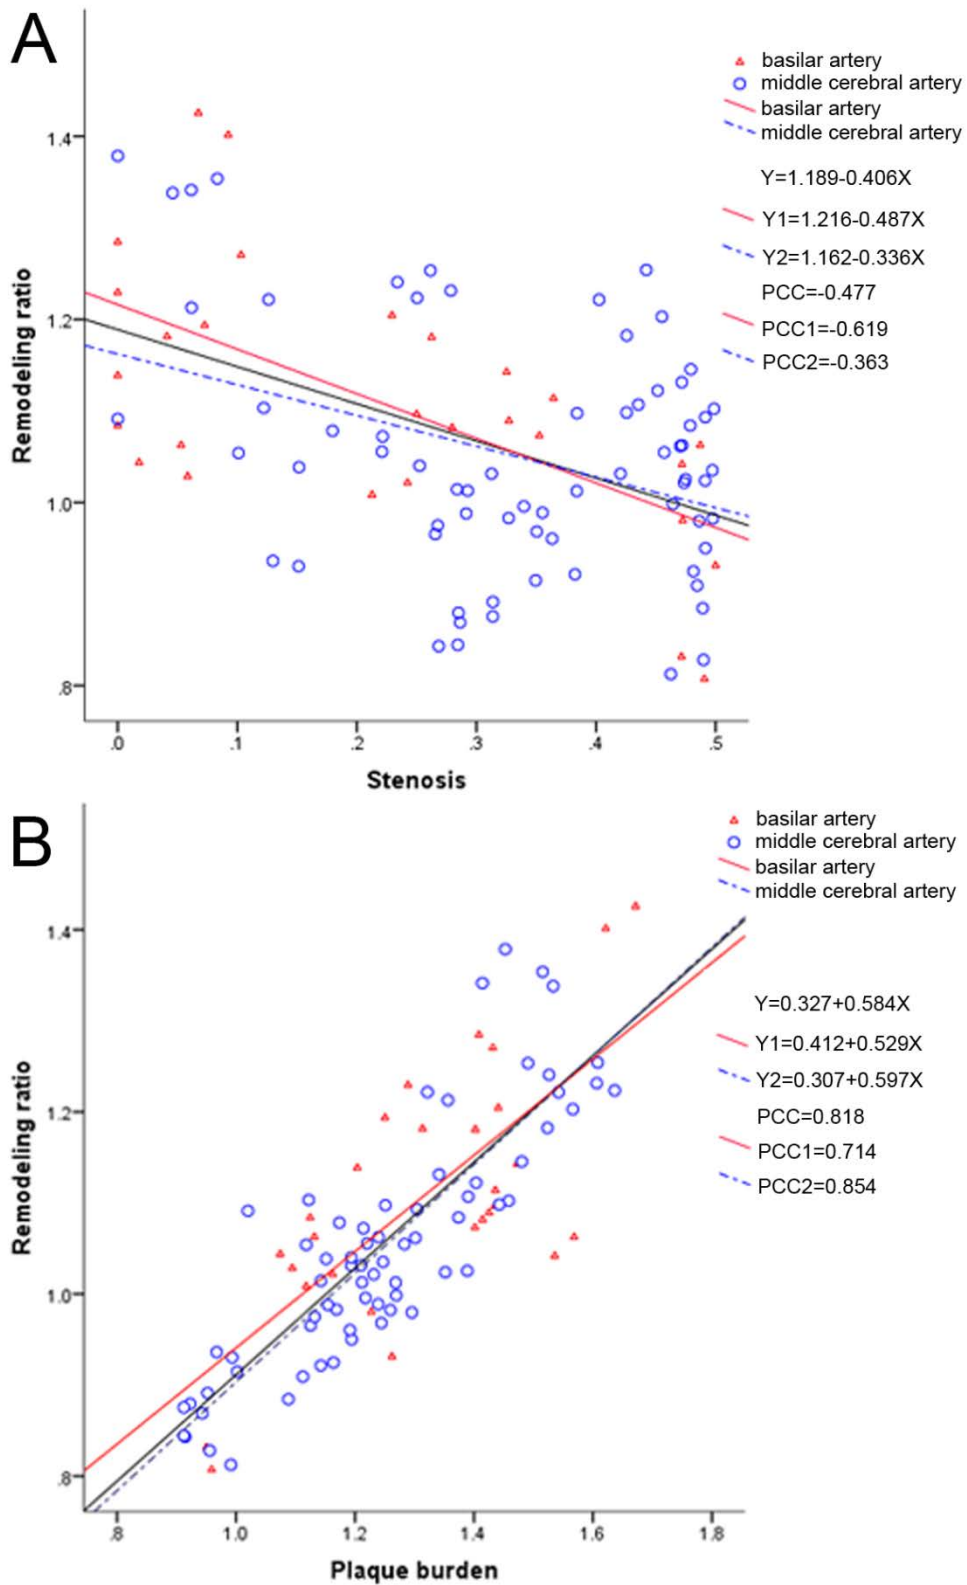 A
basilar artery
middle cerebral artery
basilar artery
middle cerebral artery
Y=1.189-0.406X
Y1=1.216-0.487X
Y2=1.162-0.336X
PCC=-0.477
PCC1=-0.619
PCC2=-0.363
Remodeling ratio
1.4
1.2
1.0
.8
.0 .1 .2 .3 .4 .5
Stenosis
B
basilar artery
middle cerebral artery
basilar artery
middle cerebral artery
Y=0.327+0.584X
Y1=0.412+0.529X
Y2=0.307+0.597X
PCC=0.818
PCC1=0.714
PCC2=0.854
Remodeling ratio
1.4
1.2
1.0
.8
.8 1.0 1.2 1.4 1.6 1.8
Plaque burden